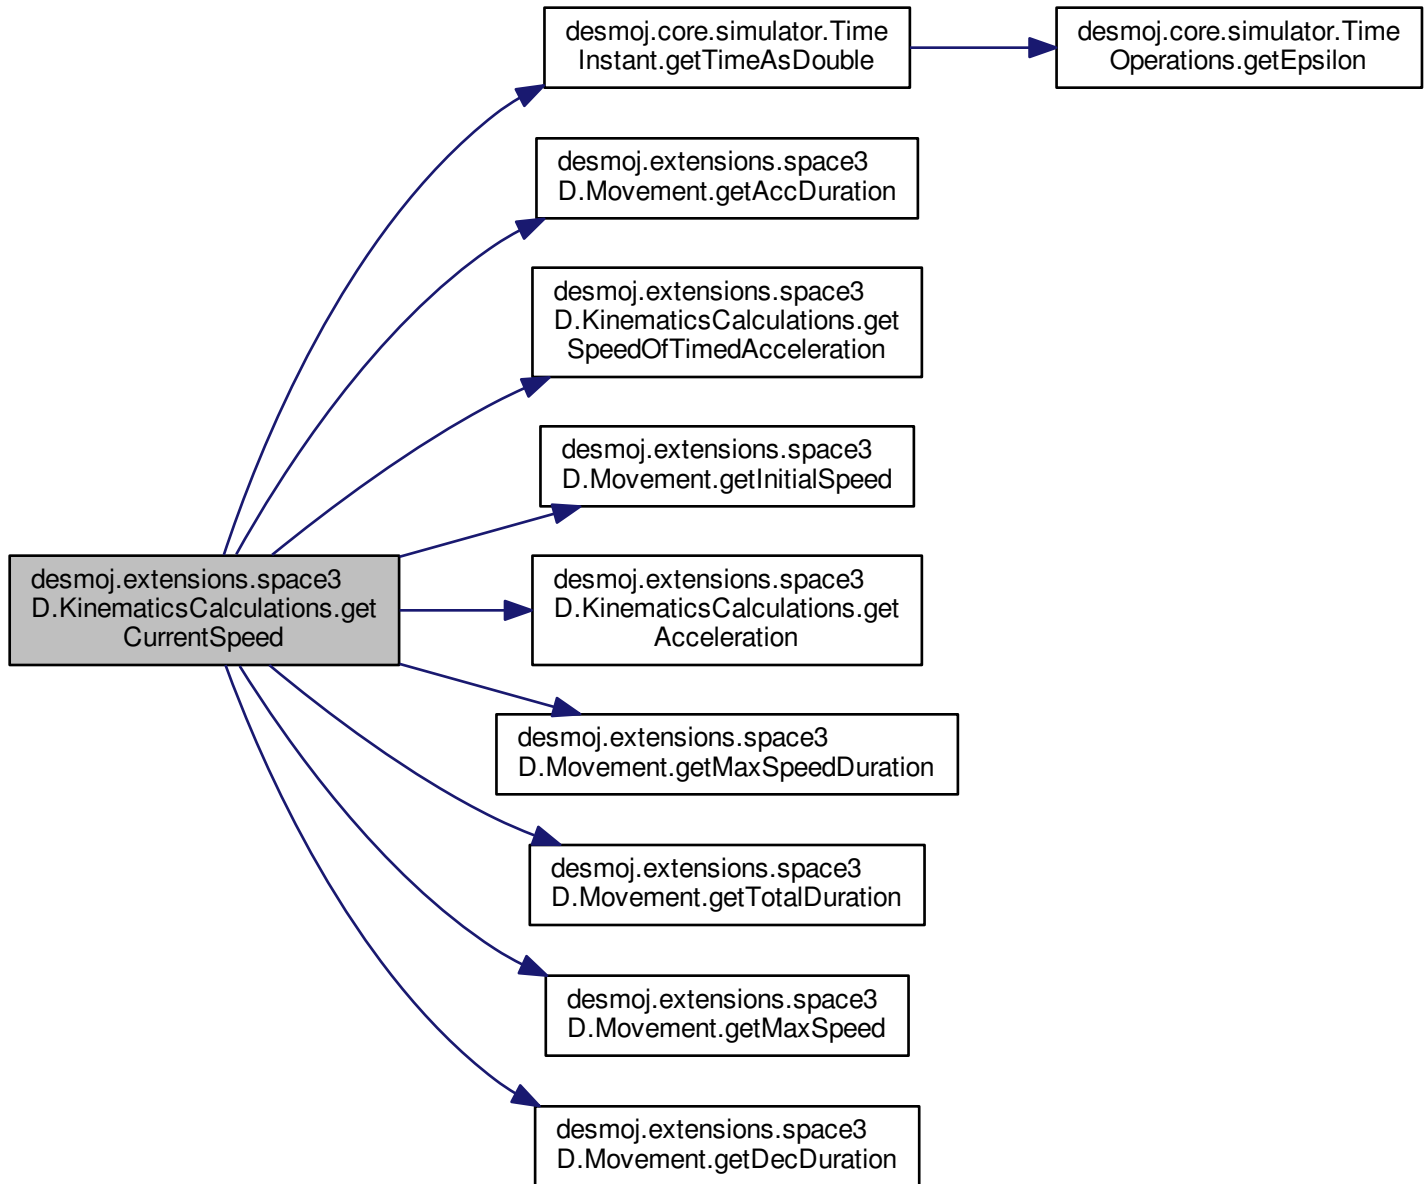 desmoj.core.simulator.Time
Instant.getTimeAsDouble
desmoj.core.simulator.Time
Operations.getEpsilon
desmoj.extensions.space3
D.Movement.getAccDuration
desmoj.extensions.space3
D.KinematicsCalculations.get
SpeedOfTimedAcceleration
desmoj.extensions.space3
D.Movement.getInitialSpeed
desmoj.extensions.space3
D.KinematicsCalculations.get
CurrentSpeed
desmoj.extensions.space3
D.KinematicsCalculations.get
Acceleration
desmoj.extensions.space3
D.Movement.getMaxSpeedDuration
desmoj.extensions.space3
D.Movement.getTotalDuration
desmoj.extensions.space3
D.Movement.getMaxSpeed
desmoj.extensions.space3
D.Movement.getDecDuration